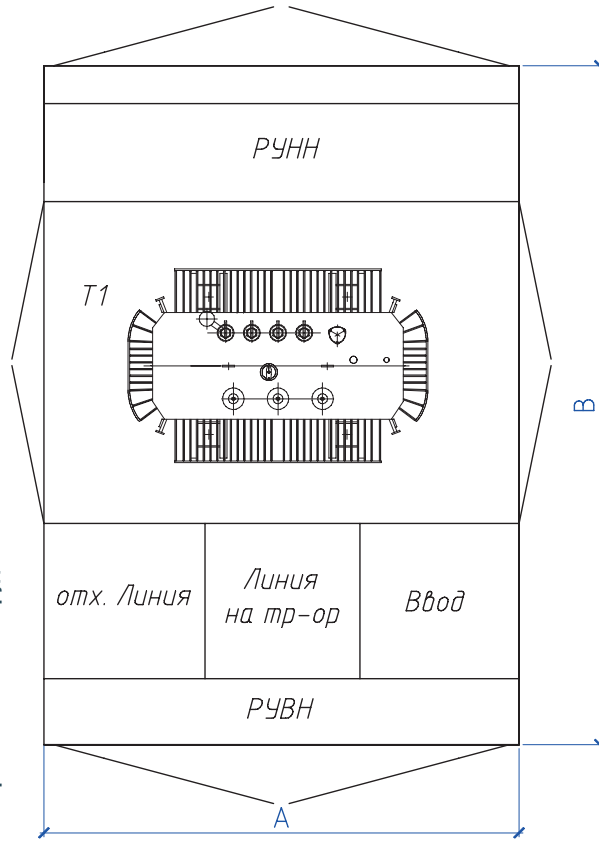 РУНН
Т1
В
отх. Линия
Линия
на тр-ор
Ввод
РУВН
А